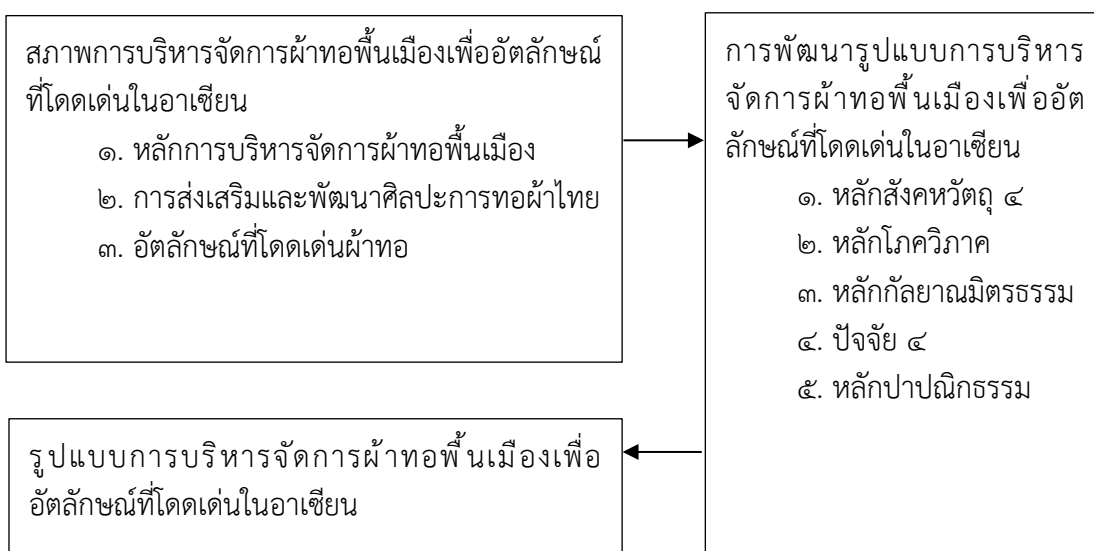 สภาพการบริหารจัดการผ้าทอพื้นเมืองเพื่ออัตลักษณ์
ที่โดดเด่นในอาเซียน
๑. หลักการบริหารจัดการผ้าทอพื้นเมือง
๒. การส่งเสริมและพัฒนาศิลปะการทอผ้าไทย
๓. อัตลักษณ์ที่โดดเด่นผ้าทอ
การพัฒนารูปแบบการบริหาร
จัดการผ้าทอพื้นเมืองเพื่ออัต
ลักษณ์ที่โดดเด่นในอาเซียน
๑. หลักสังคหวัตถุ ๔
๒. หลักโภควิภาค
๓. หลักกัลยาณมิตรธรรม
๔. ปัจจัย ๔
๕. หลักปาปณิกธรรม
รูปแบบการบริหารจัดการผ้าทอพื้นเมืองเพื่อ
อัตลักษณ์ที่โดดเด่นในอาเซียน